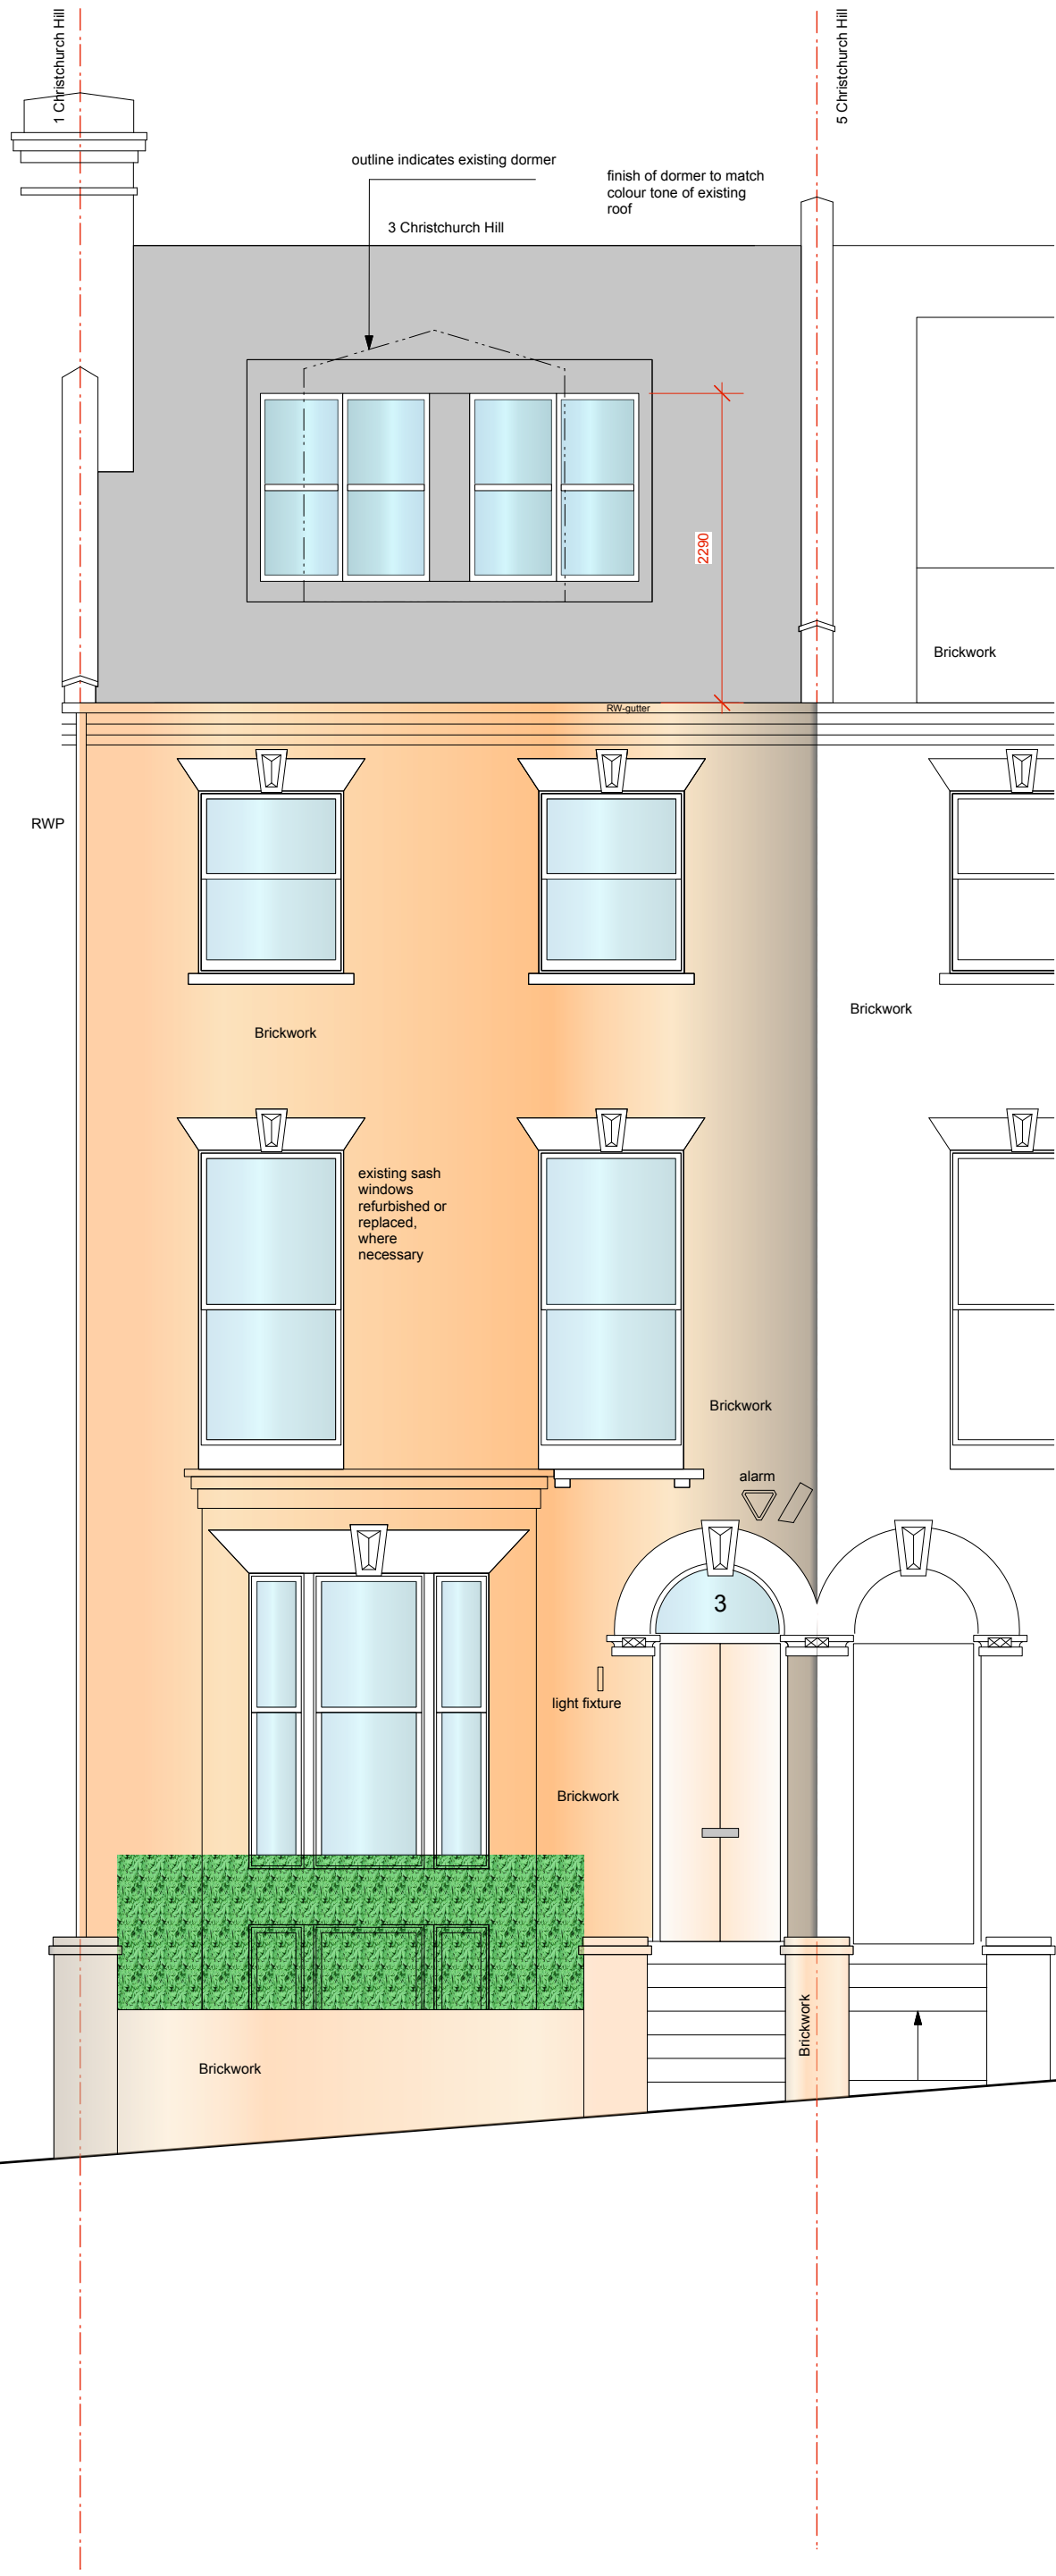 1 Christchurch Hill
5 Christchurch Hill
outline indicates existing dormer
finish of dormer to match
colour tone of existing
roof
3 Christchurch Hill
2290
Brickwork
RW-gutter
RWP
Brickwork
Brickwork
existing sash
windows
refurbished or
replaced,
where
necessary
Brickwork
alarm
3
light fixture
Brickwork
Brickwork
Brickwork